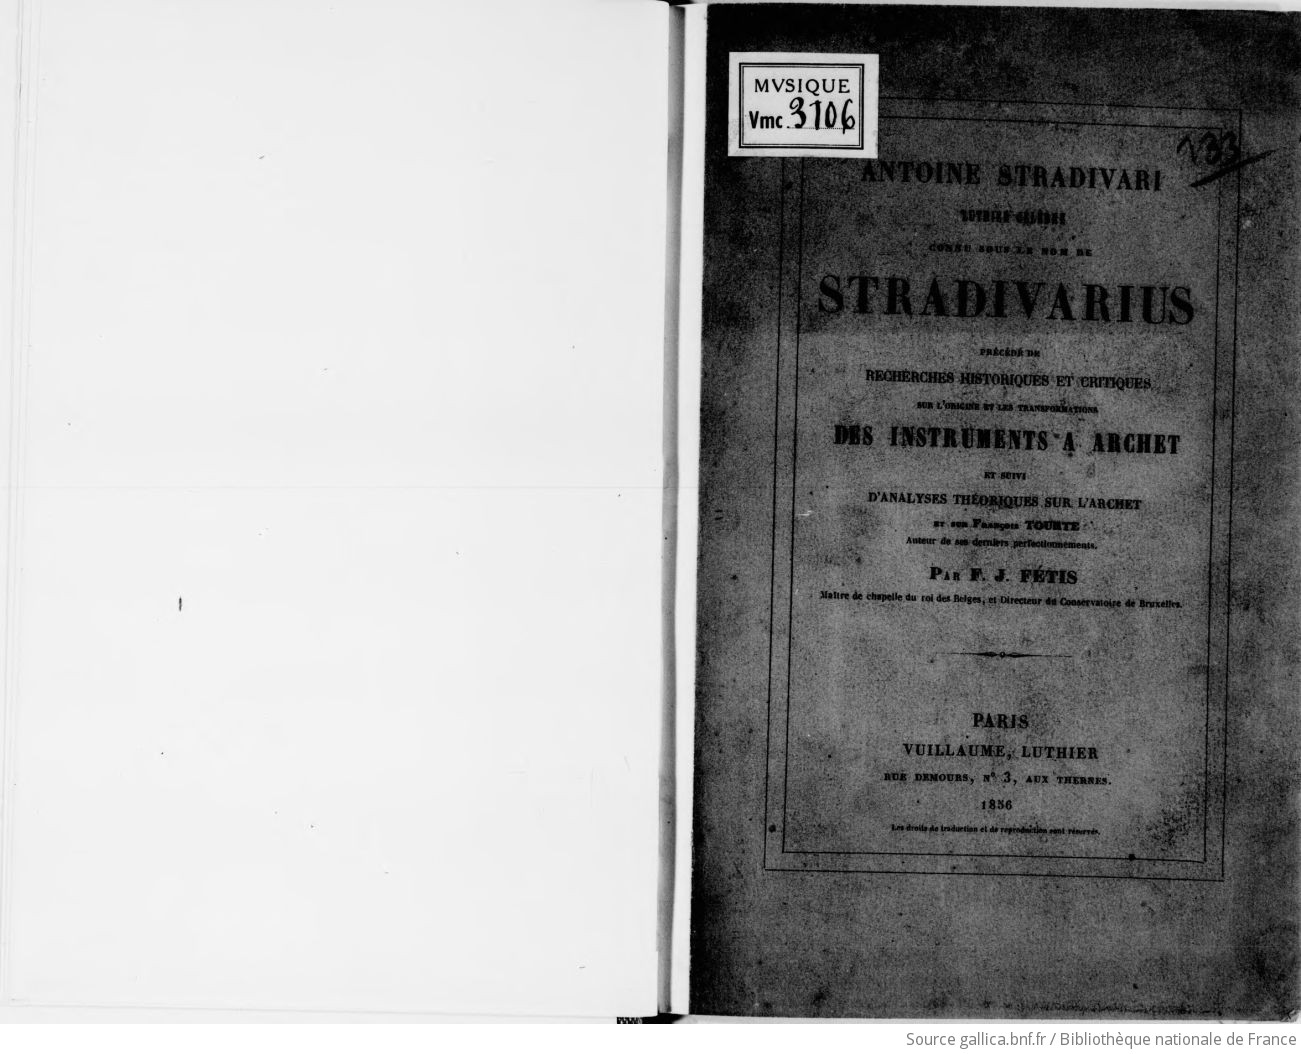 MVSIQUE
Vmc 3106
233
ANTOINE STRADIVARI
LUTHIER CÉLÈBRE
CONNU SOUS LE NOM DE
STRADIVARIUS
PRÉCÉDÉ DE
RECHERCHES HISTORIQUES ET CRITIQUES
SUR L'ORIGINE ET LES TRANSFORMATIONS
DES INSTRUMENTS A ARCHET
ET SUIVI
D'ANALYSES THÉORIQUES SUR L'ARCHET
ET SUR FRANÇOIS TOURTE
Auteur de ses derniers perfectionnements.
PAR F. J. FÉTIS
Maître de chapelle du roi des Belges, et Directeur du Conservatoire de Bruxelles.
PARIS
VUILLAUME, LUTHIER
RUE DEMOURS, N° 3, AUX THERNES.
1856
Les droits de traduction et de reproduction sont réservés.
Source gallica.bnf.fr / Bibliothèque nationale de France